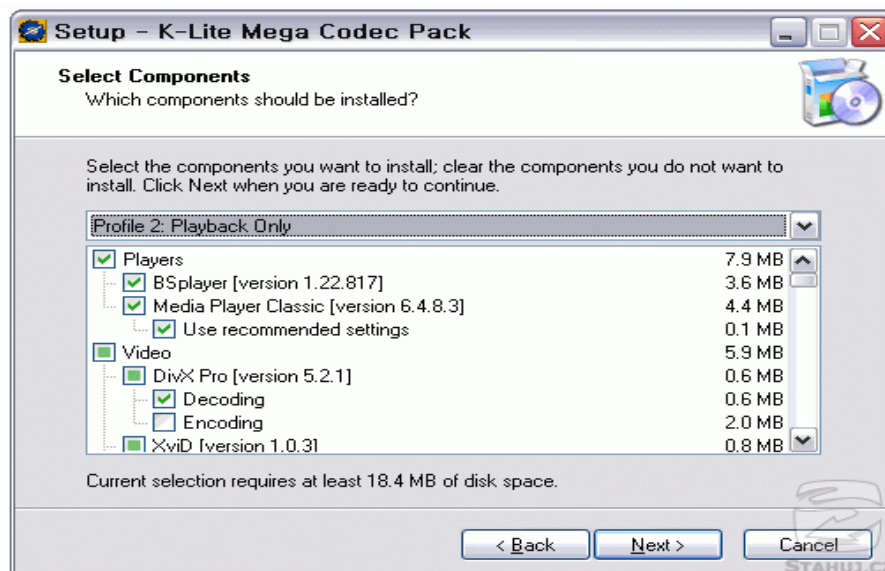 Setup - K-Lite Mega Codec Pack
Select Components
Which components should be installed?
Select the components you want to install; clear the components you do not want to
install. Click Next when you are ready to continue.
Profile 2: Playback Only
Players 7.9 MB
BSplayer [version 1.22.817] 3.6 MB
Media Player Classic [version 6.4.8.3] 4.4 MB
Use recommended settings 0.1 MB
Video 5.9 MB
DivX Pro [version 5.2.1] 0.6 MB
Decoding 0.6 MB
Encoding 2.0 MB
XviD [version 1.0.3] 0.8 MB
Current selection requires at least 18.4 MB of disk space.
< Back Next > Cancel
STAHUJ.CZ